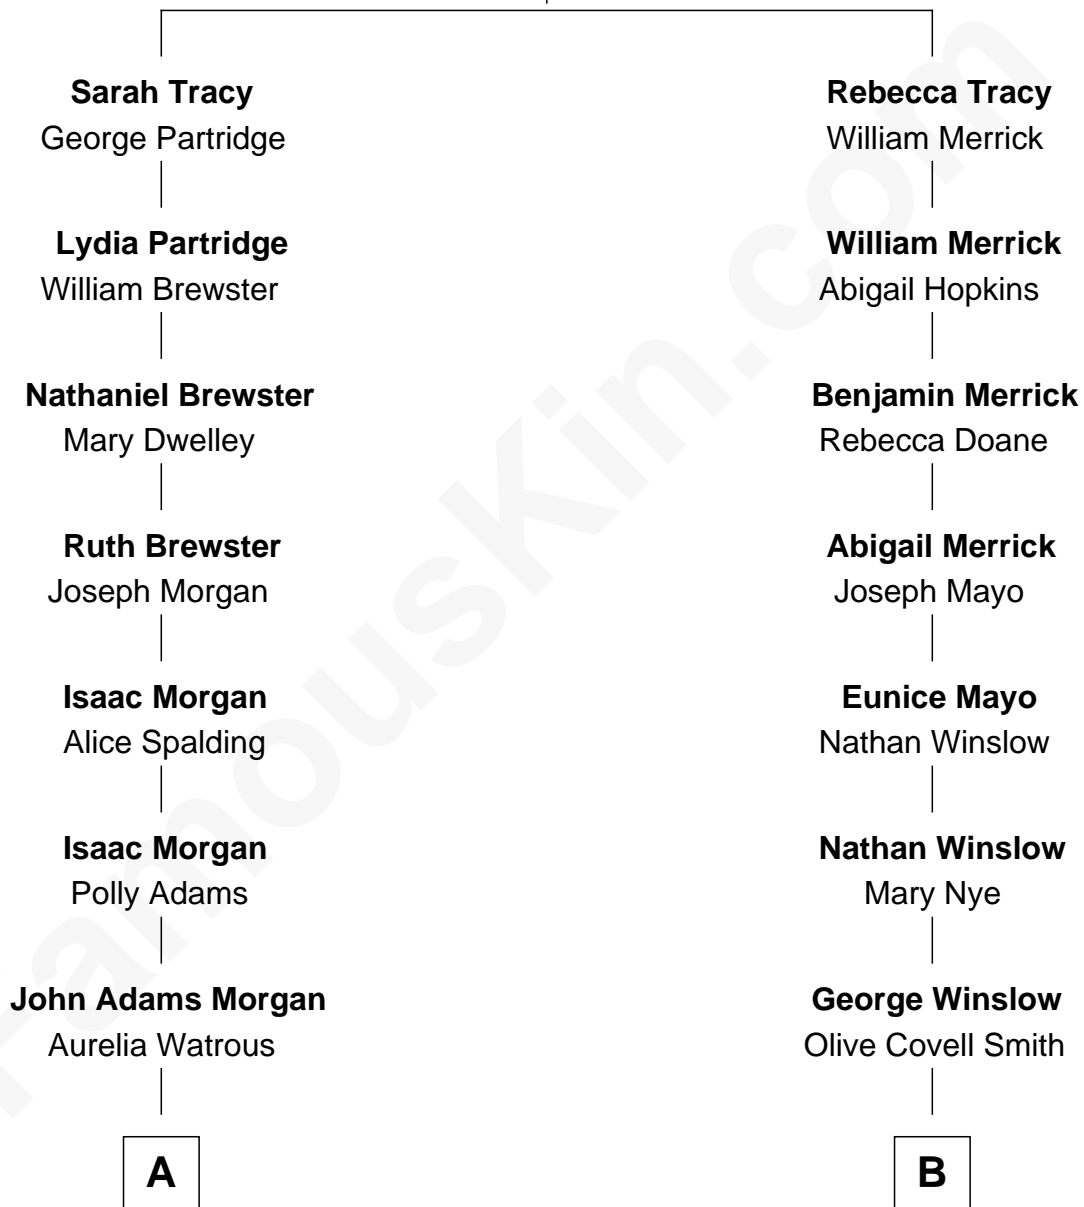 Sarah Tracy
George Partridge
Lydia Partridge
William Brewster
Nathaniel Brewster
Mary Dwelley
Ruth Brewster
Joseph Morgan
Isaac Morgan
Alice Spalding
Isaac Morgan
Polly Adams
John Adams Morgan
Aurelia Watrous
A
Rebecca Tracy
William Merrick
William Merrick
Abigail Hopkins
Benjamin Merrick
Rebecca Doane
Abigail Merrick
Joseph Mayo
Eunice Mayo
Nathan Winslow
Nathan Winslow
Mary Nye
George Winslow
Olive Covell Smith
B
FamousKin.com